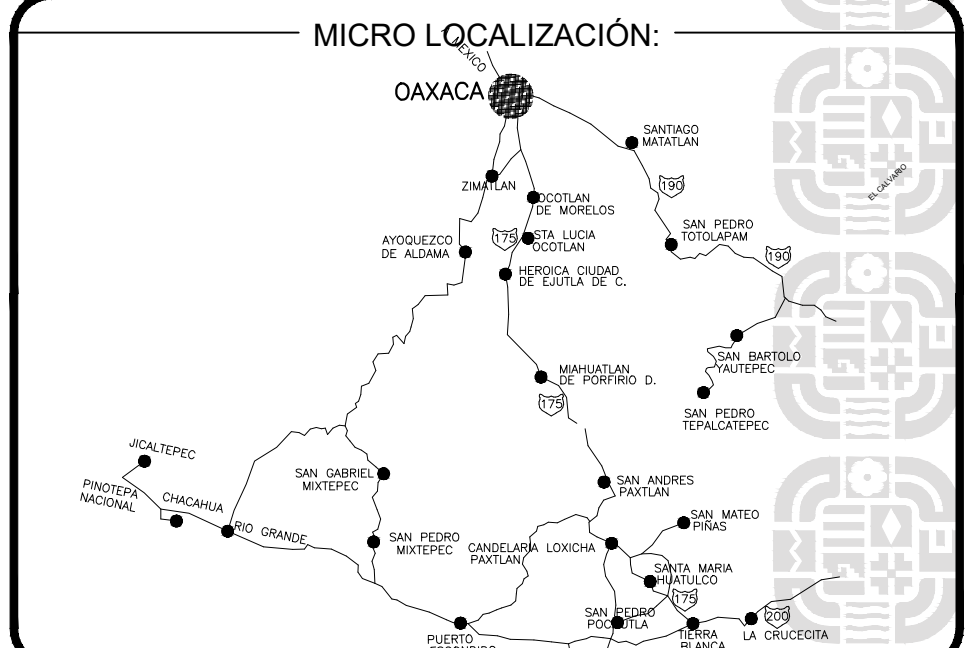 MICRO LOCALIZACIÓN:
A MEXICO
OAXACA
SANTIAGO
MATATLAN
EL CALVARIO
ZIMATLAN
190
OCOTLAN
DE MORELOS
AYOQUEZCO
DE ALDAMA
175
STA LUCIA
OCOTLAN
SAN PEDRO
TOTOLAPAM
190
HEROICA CIUDAD
DE EJUTLA DE C.
SAN BARTOLO
YAUTEPEC
MIAHUATLAN
DE PORFIRIO D.
175
SAN PEDRO
TEPALCATEPEC
JICALTEPEC
PINOTEPA
NACIONAL
CHACAHUA
RIO GRANDE
SAN GABRIEL
MIXTEPEC
SAN ANDRES
PAXTLAN
SAN MATEO
PIÑAS
SAN PEDRO
MIXTEPEC
CANDELARIA LOXICHA
PAXTLAN
SANTA MARIA
HUATULCO
175
SAN PEDRO
POCHUTLA
200
PUERTO
ESCONDIDO
TIERRA
BLANCA
LA CRUCECITA